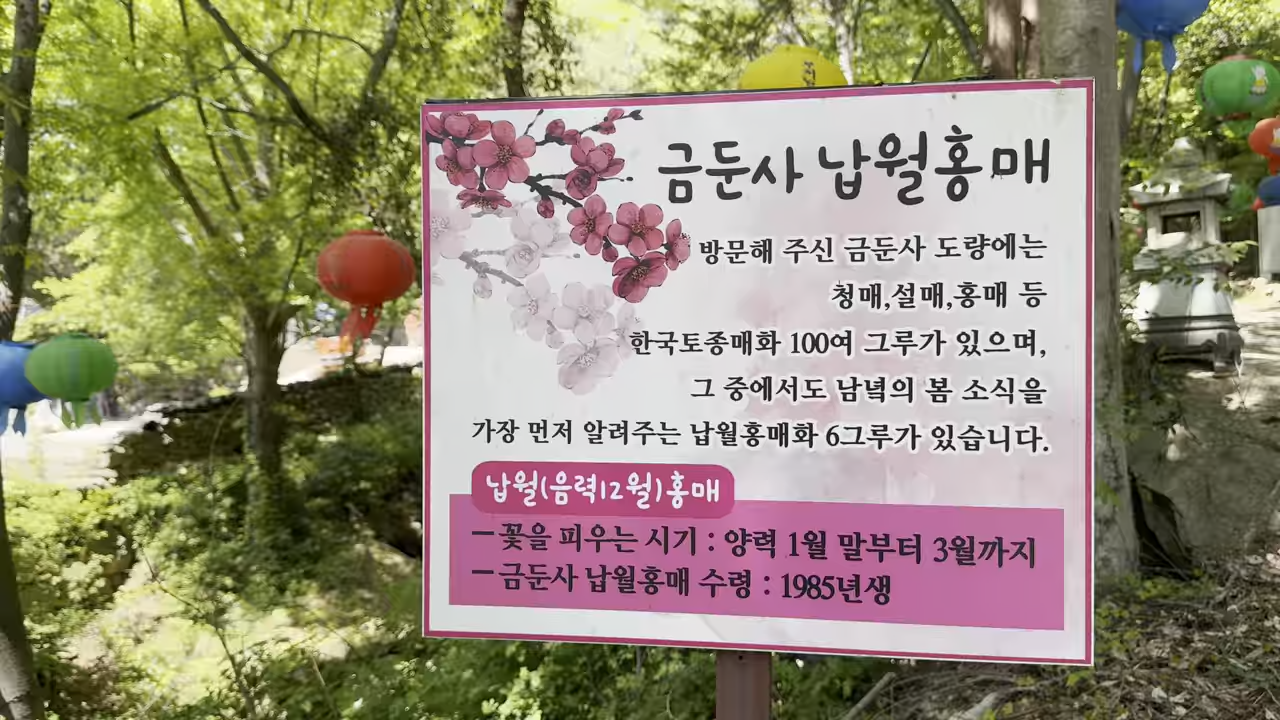 금둔사 납월홍매
방문해 주신 금둔사 도량에는
청매,설매,홍매 등
한국토종매화 100여 그루가 있으며,
그 중에서도 남녘의 봄 소식을
가장 먼저 알려주는 납월홍매화 6그루가 있습니다.
납월(음력12월)홍매
- 꽃을 피우는 시기 : 양력 1월 말부터 3월까지
- 금둔사 납월홍매 수령 : 1985년생